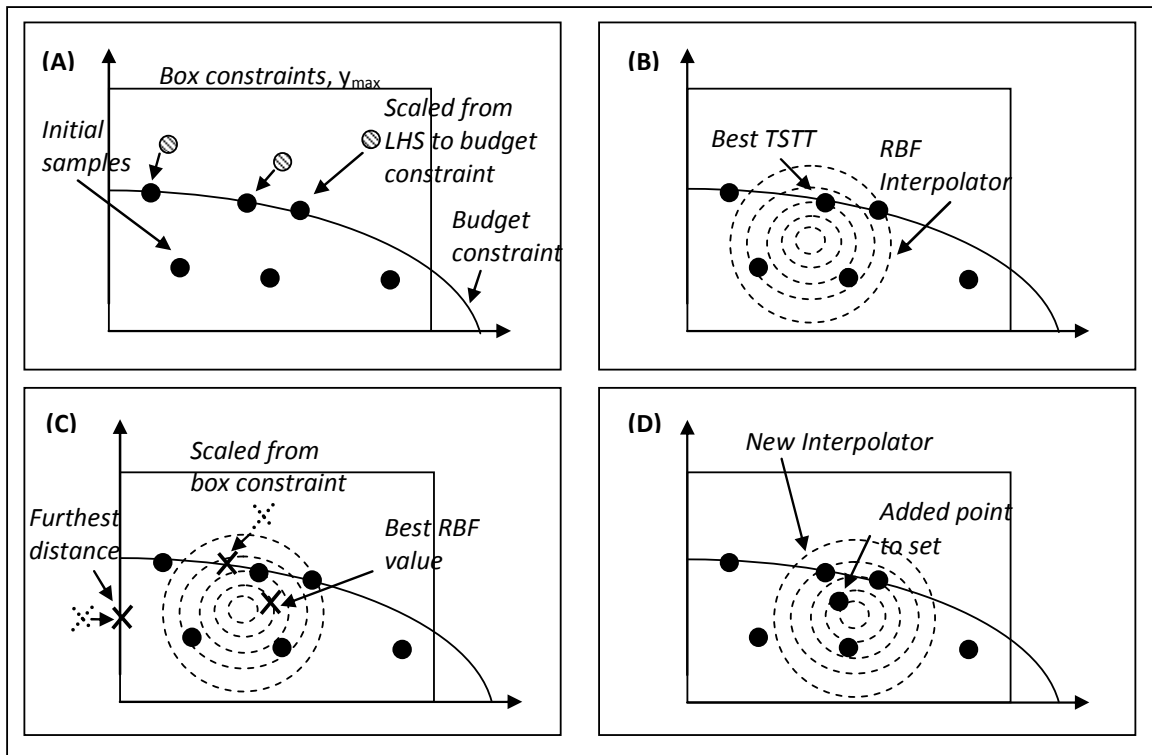 (A)
Box constraints, ymax
Initial
samples
Scaled from
LHS to budget
constraint
Budget
constraint
(B)
Best TSTT
RBF
Interpolator
(C)
Scaled from
box constraint
Furthest
distance
Best RBF
value
(D)
New Interpolator
Added point
to set